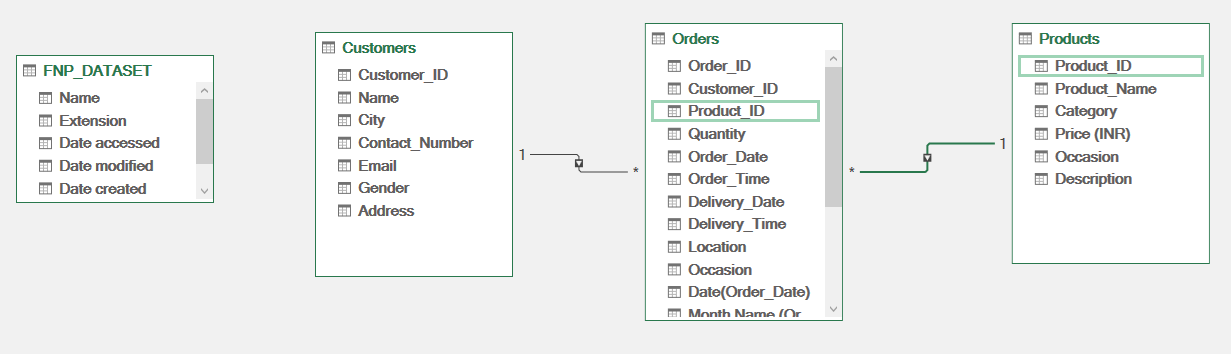 FNP_DATASET
Name
Extension
Date accessed
Date modified
Date created
Customers
Customer_ID
Name
City
Contact_Number
Email
Gender
Address
1
*
Orders
Order_ID
Customer_ID
Product_ID
Quantity
Order_Date
Order_Time
Delivery_Date
Delivery_Time
Location
Occasion
Date(Order_Date)
Month Name (Or
*
1
Products
Product_ID
Product_Name
Category
Price (INR)
Occasion
Description